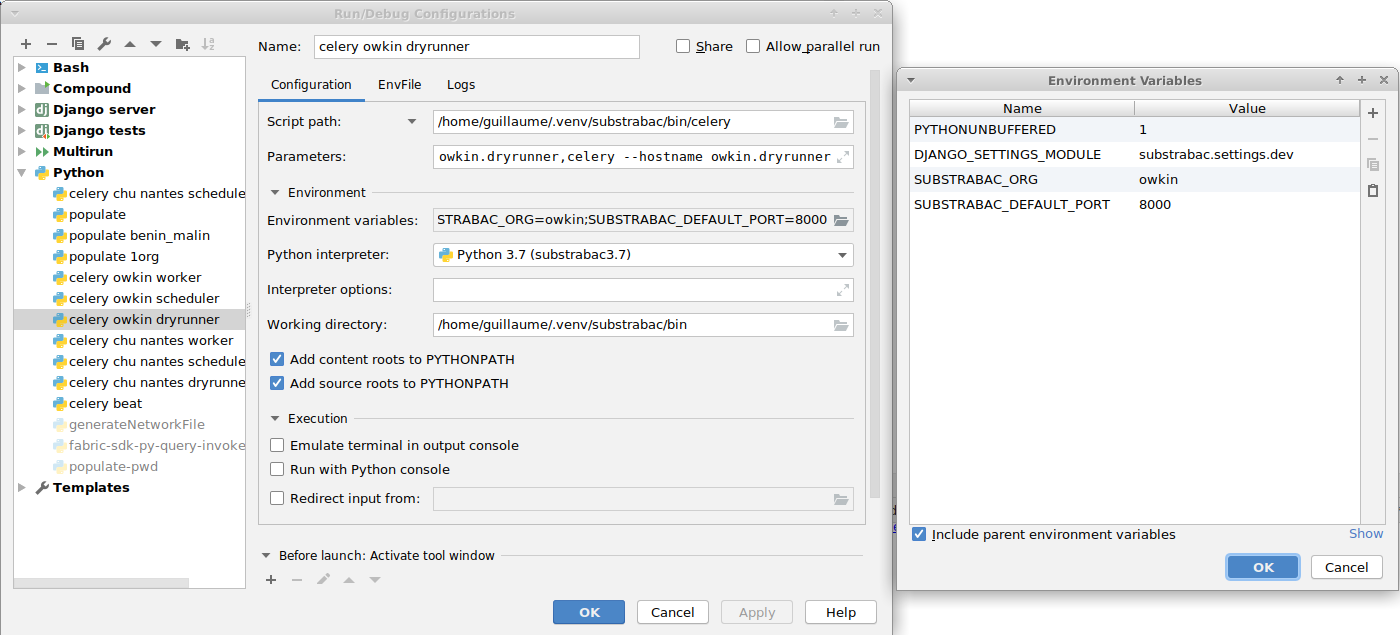 Run/Debug Configurations
Name: celery owkin dryrunner
Share
Allow parallel run
Bash
Compound
Django server
Django tests
Multirun
Python
celery chu nantes schedule
populate
populate benin_malin
populate 1org
celery owkin worker
celery owkin scheduler
celery owkin dryrunner
celery chu nantes worker
celery chu nantes schedule
celery chu nantes dryrunne
celery beat
generateNetworkFile
fabric-sdk-py-query-invoke
populate-pwd
Templates
Configuration EnvFile Logs
Script path: /home/guillaume/.venv/substrabac/bin/celery
Parameters: owkin.dryrunner,celery --hostname owkin.dryrunner
Environment
Environment variables: STRABAC_ORG=owkin;SUBSTRABAC_DEFAULT_PORT=8000
Python interpreter: Python 3.7 (substrabac3.7)
Interpreter options:
Working directory: /home/guillaume/.venv/substrabac/bin
Add content roots to PYTHONPATH
Add source roots to PYTHONPATH
Execution
Emulate terminal in output console
Run with Python console
Redirect input from:
Before launch: Activate tool window
OK Cancel Apply Help
Environment Variables
Name Value
PYTHONUNBUFFERED 1
DJANGO_SETTINGS_MODULE substrabac.settings.dev
SUBSTRABAC_ORG owkin
SUBSTRABAC_DEFAULT_PORT 8000
Include parent environment variables
Show
OK Cancel